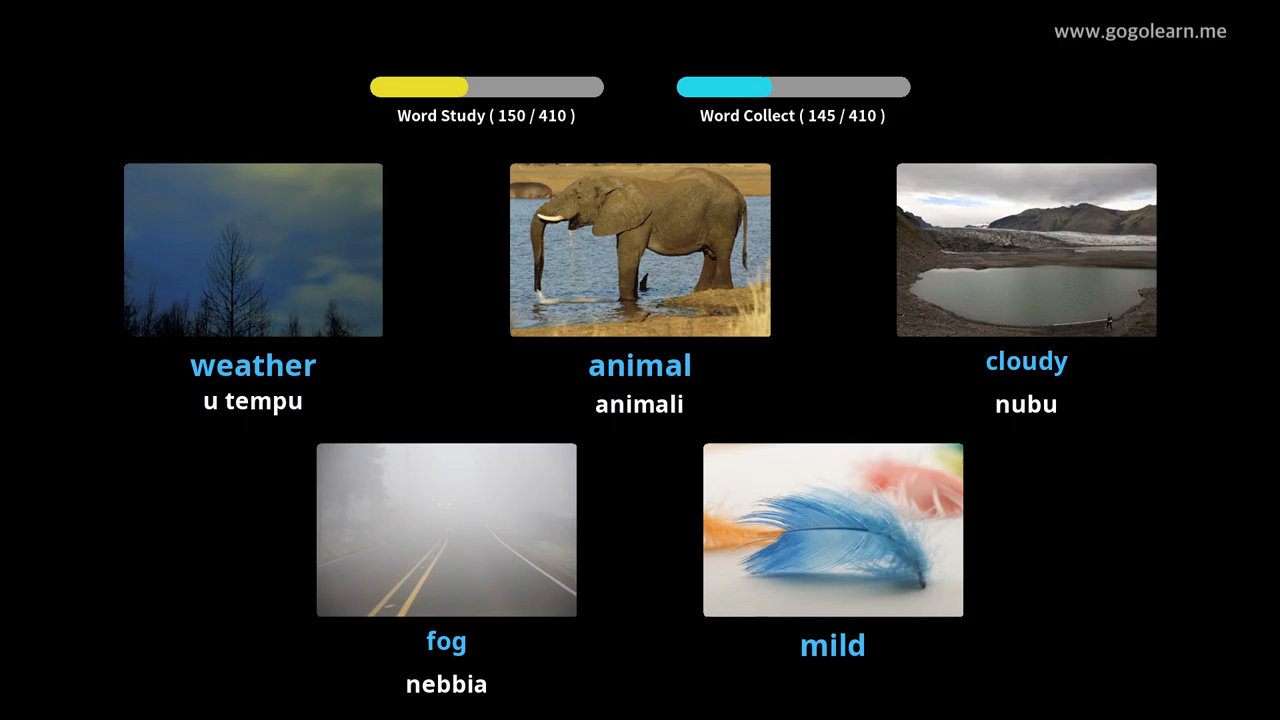 www.gogolearn.me
Word Study ( 150 / 410 )
Word Collect ( 145 / 410 )
weather
u tempu
animal
animali
cloudy
nubu
fog
nebbia
mild